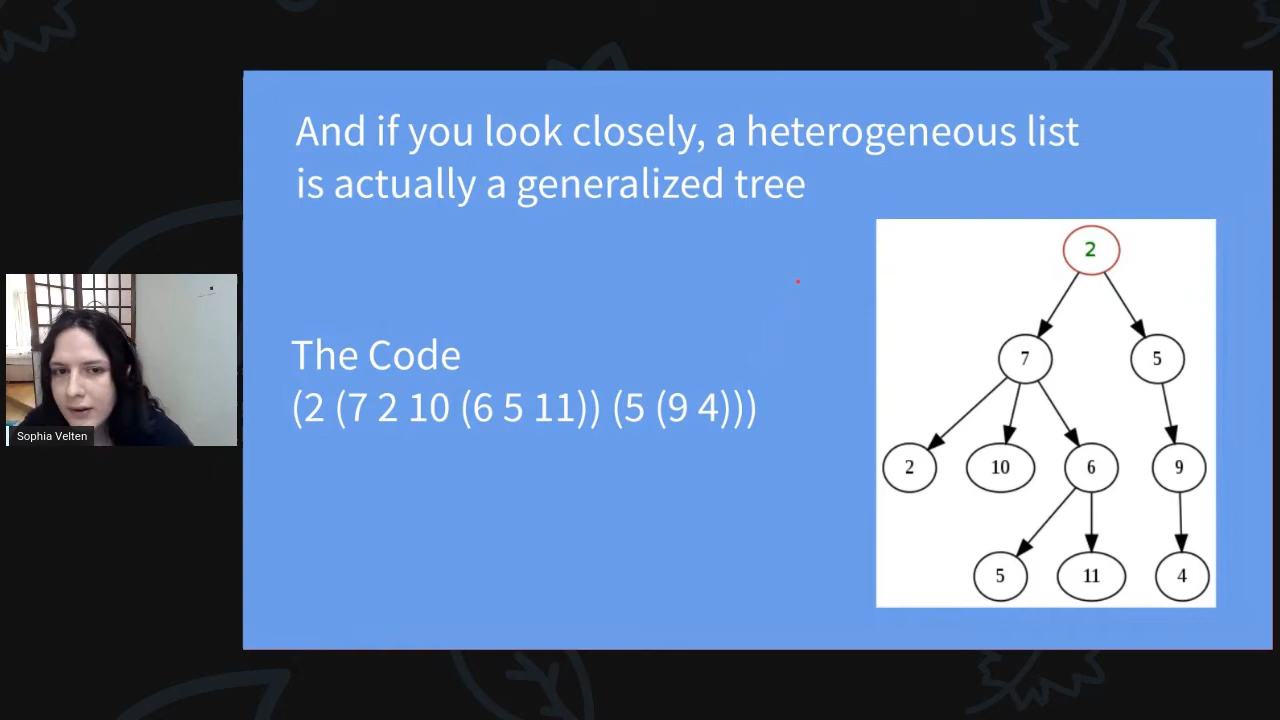 And if you look closely, a heterogeneous list
is actually a generalized tree
2
7
5
The Code
(2 (7 2 10 (6 5 11)) (5 (9 4)))
2
10
6
9
5
11
4
Sophia Velten